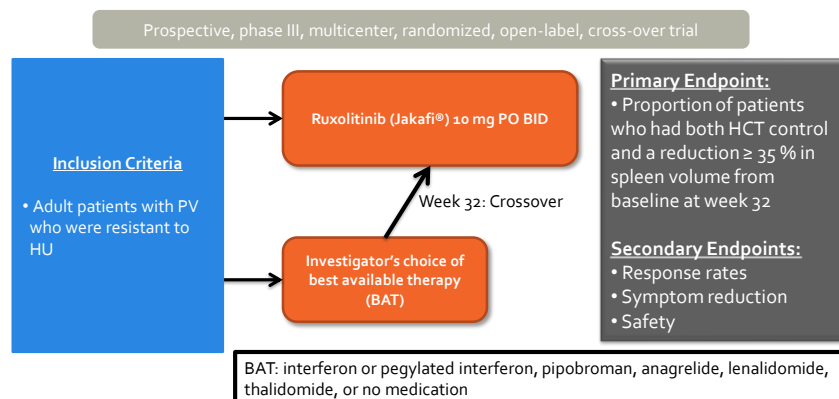 Prospective, phase III, multicenter, randomized, open-label, cross-over trial
Inclusion Criteria
• Adult patients with PV
who were resistant to
HU
Ruxolitinib (Jakafi®) 10 mg PO BID
Week 32: Crossover
Investigator's choice of
best available therapy
(BAT)
Primary Endpoint:
• Proportion of patients
who had both HCT control
and a reduction ≥ 35 % in
spleen volume from
baseline at week 32
Secondary Endpoints:
• Response rates
• Symptom reduction
• Safety
BAT: interferon or pegylated interferon, pipobroman, anagrelide, lenalidomide,
thalidomide, or no medication